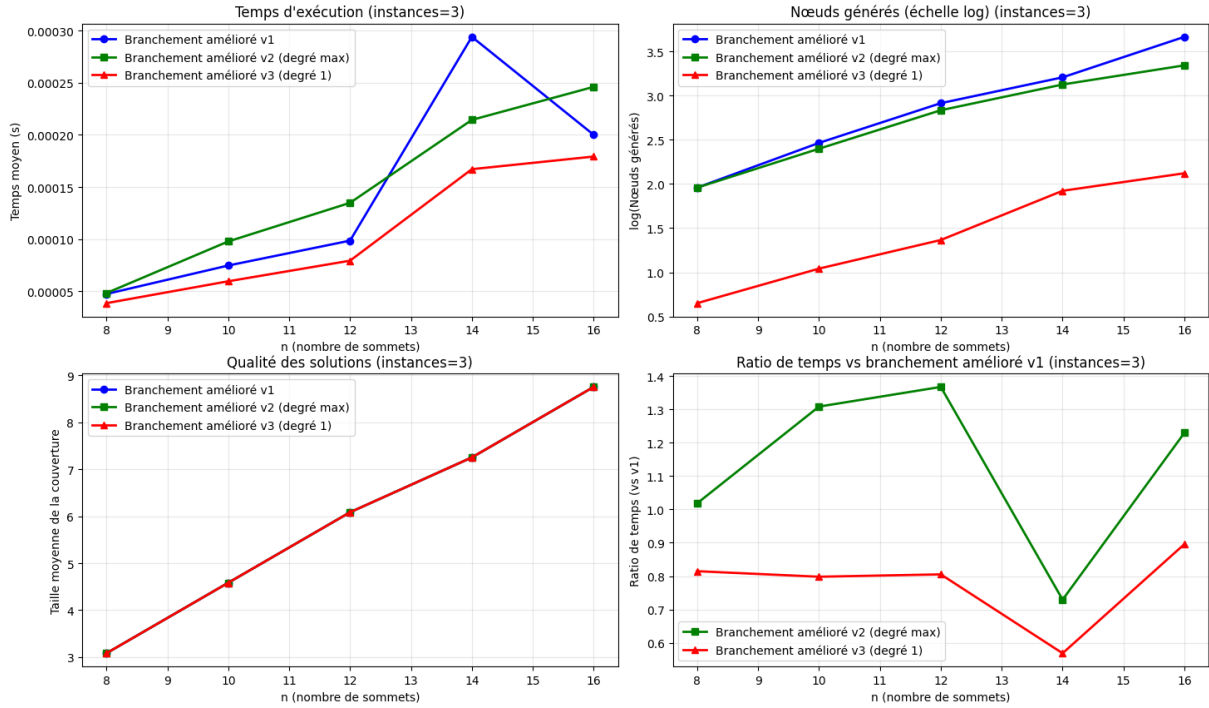 Temps d'exécution (instances=3)
Branchement amélioré v1
Branchement amélioré v2 (degré max)
Branchement amélioré v3 (degré 1)
Temps moyen (s)
0.00030
0.00025
0.00020
0.00015
0.00010
0.00005
8 9 10 11 12 13 14 15 16
n (nombre de sommets)
Nœuds générés (échelle log) (instances=3)
Branchement amélioré v1
Branchement amélioré v2 (degré max)
Branchement amélioré v3 (degré 1)
log(Nœuds générés)
3.5
3.0
2.5
2.0
1.5
1.0
0.5
8 9 10 11 12 13 14 15 16
n (nombre de sommets)
Qualité des solutions (instances=3)
Branchement amélioré v1
Branchement amélioré v2 (degré max)
Branchement amélioré v3 (degré 1)
Taille moyenne de la couverture
9
8
7
6
5
4
3
8 9 10 11 12 13 14 15 16
n (nombre de sommets)
Ratio de temps vs branchement amélioré v1 (instances=3)
Ratio de temps (vs v1)
1.4
1.3
1.2
1.1
1.0
0.9
0.8
0.7
0.6
Branchement amélioré v2 (degré max)
Branchement amélioré v3 (degré 1)
8 9 10 11 12 13 14 15 16
n (nombre de sommets)